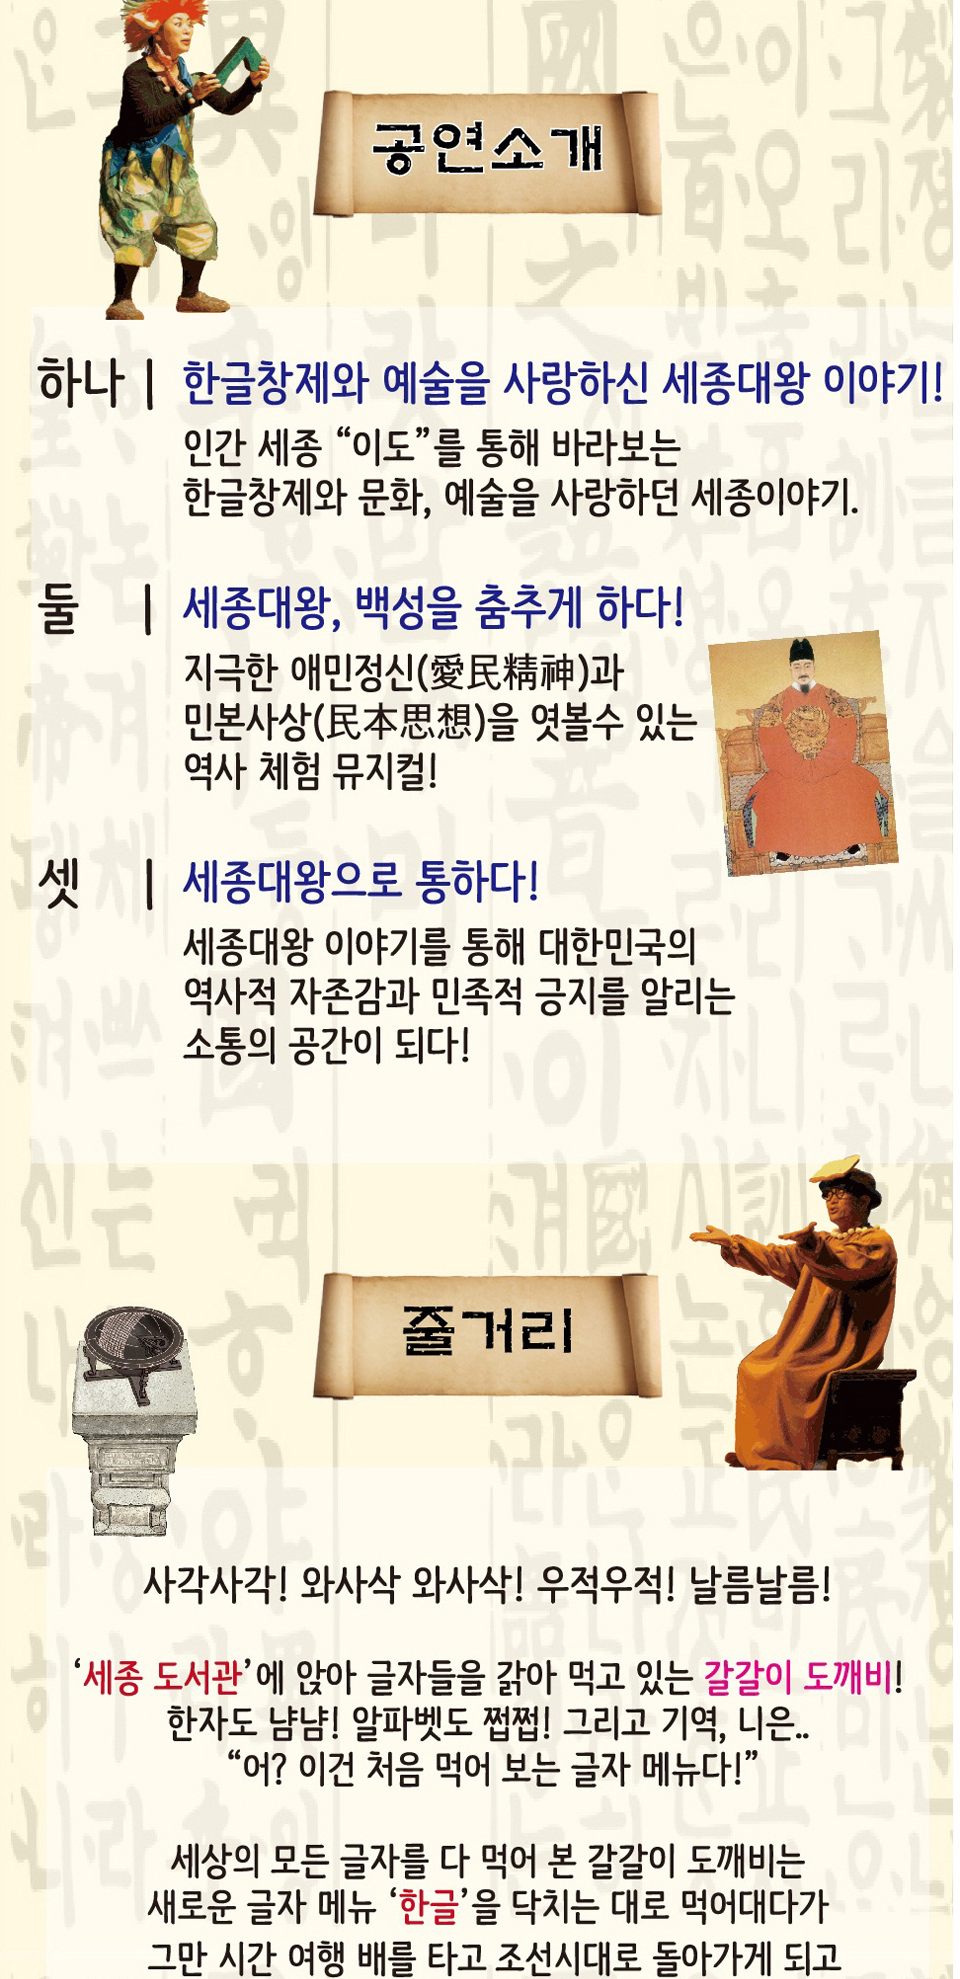 공연소개
하나 | 한글창제와 예술을 사랑하신 세종대왕 이야기!
인간 세종 “이도”를 통해 바라보는
한글창제와 문화, 예술을 사랑하던 세종이야기.
둘 | 세종대왕, 백성을 춤추게 하다!
지극한 애민정신(愛民精神)과
민본사상(民本思想)을 엿볼수 있는
역사 체험 뮤지컬!
셋 | 세종대왕으로 통하다!
세종대왕 이야기를 통해 대한민국의
역사적 자존감과 민족적 긍지를 알리는
소통의 공간이 되다!
줄거리
사각사각! 와사삭 와사삭! 우적우적! 날름날름!
‘세종 도서관’에 앉아 글자들을 갉아 먹고 있는 갈갈이 도깨비!
한자도 냠냠! 알파벳도 쩝쩝! 그리고 기역, 니은..
“어? 이건 처음 먹어 보는 글자 메뉴다!”
세상의 모든 글자를 다 먹어 본 갈갈이 도깨비는
새로운 글자 메뉴 ‘한글’을 닥치는 대로 먹어대다가
그만 시간 여행 배를 타고 조선시대로 돌아가게 되고